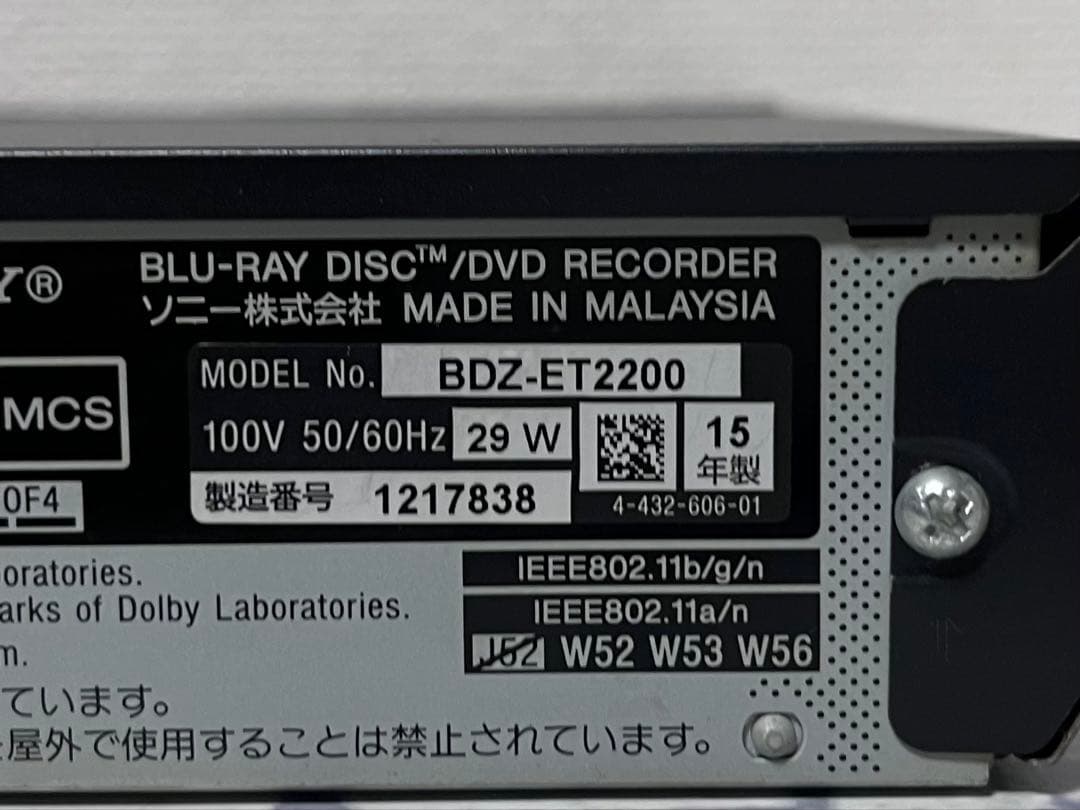 Y®
BLU-RAY DISC™/DVD RECORDER
ソニー株式会社 MADE IN MALAYSIA
MODEL No. BDZ-ET2200
MCS
100V 50/60Hz 29 W
15
年製
0F4
製造番号 1217838
4-432-606-01
oratories.
IEEE802.11b/g/n
arks of Dolby Laboratories.
IEEE802.11a/n
J52 W52 W53 W56
m.
ています。
屋外で使用することは禁止されています。